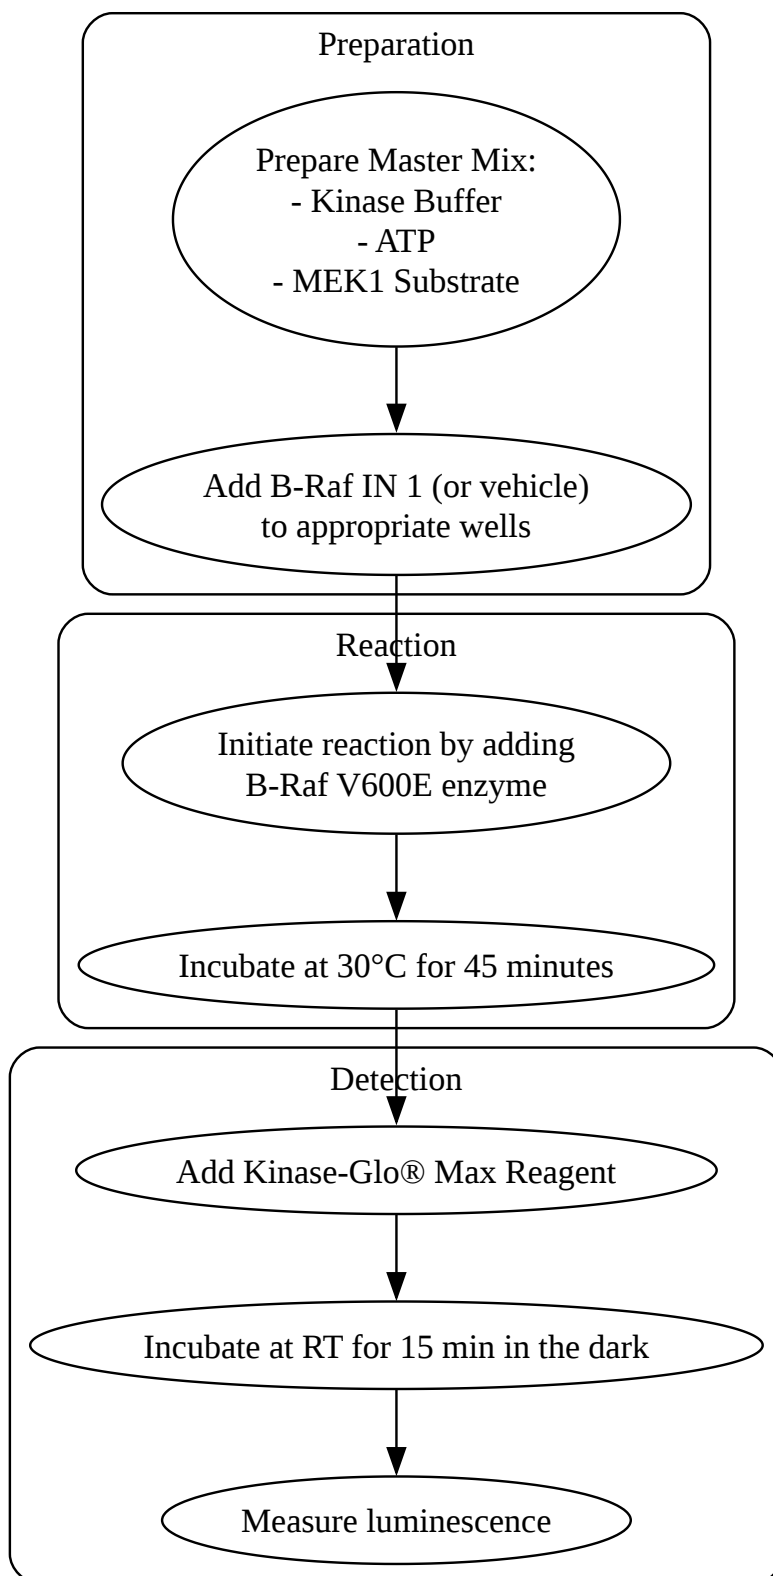 Preparation
Prepare Master Mix:
- Kinase Buffer
- ATP
- MEK1 Substrate
Add B-Raf IN 1 (or vehicle)
to appropriate wells
Reaction
Initiate reaction by adding
B-Raf V600E enzyme
Incubate at 30°C for 45 minutes
Detection
Add Kinase-Glo® Max Reagent
Incubate at RT for 15 min in the dark
Measure luminescence